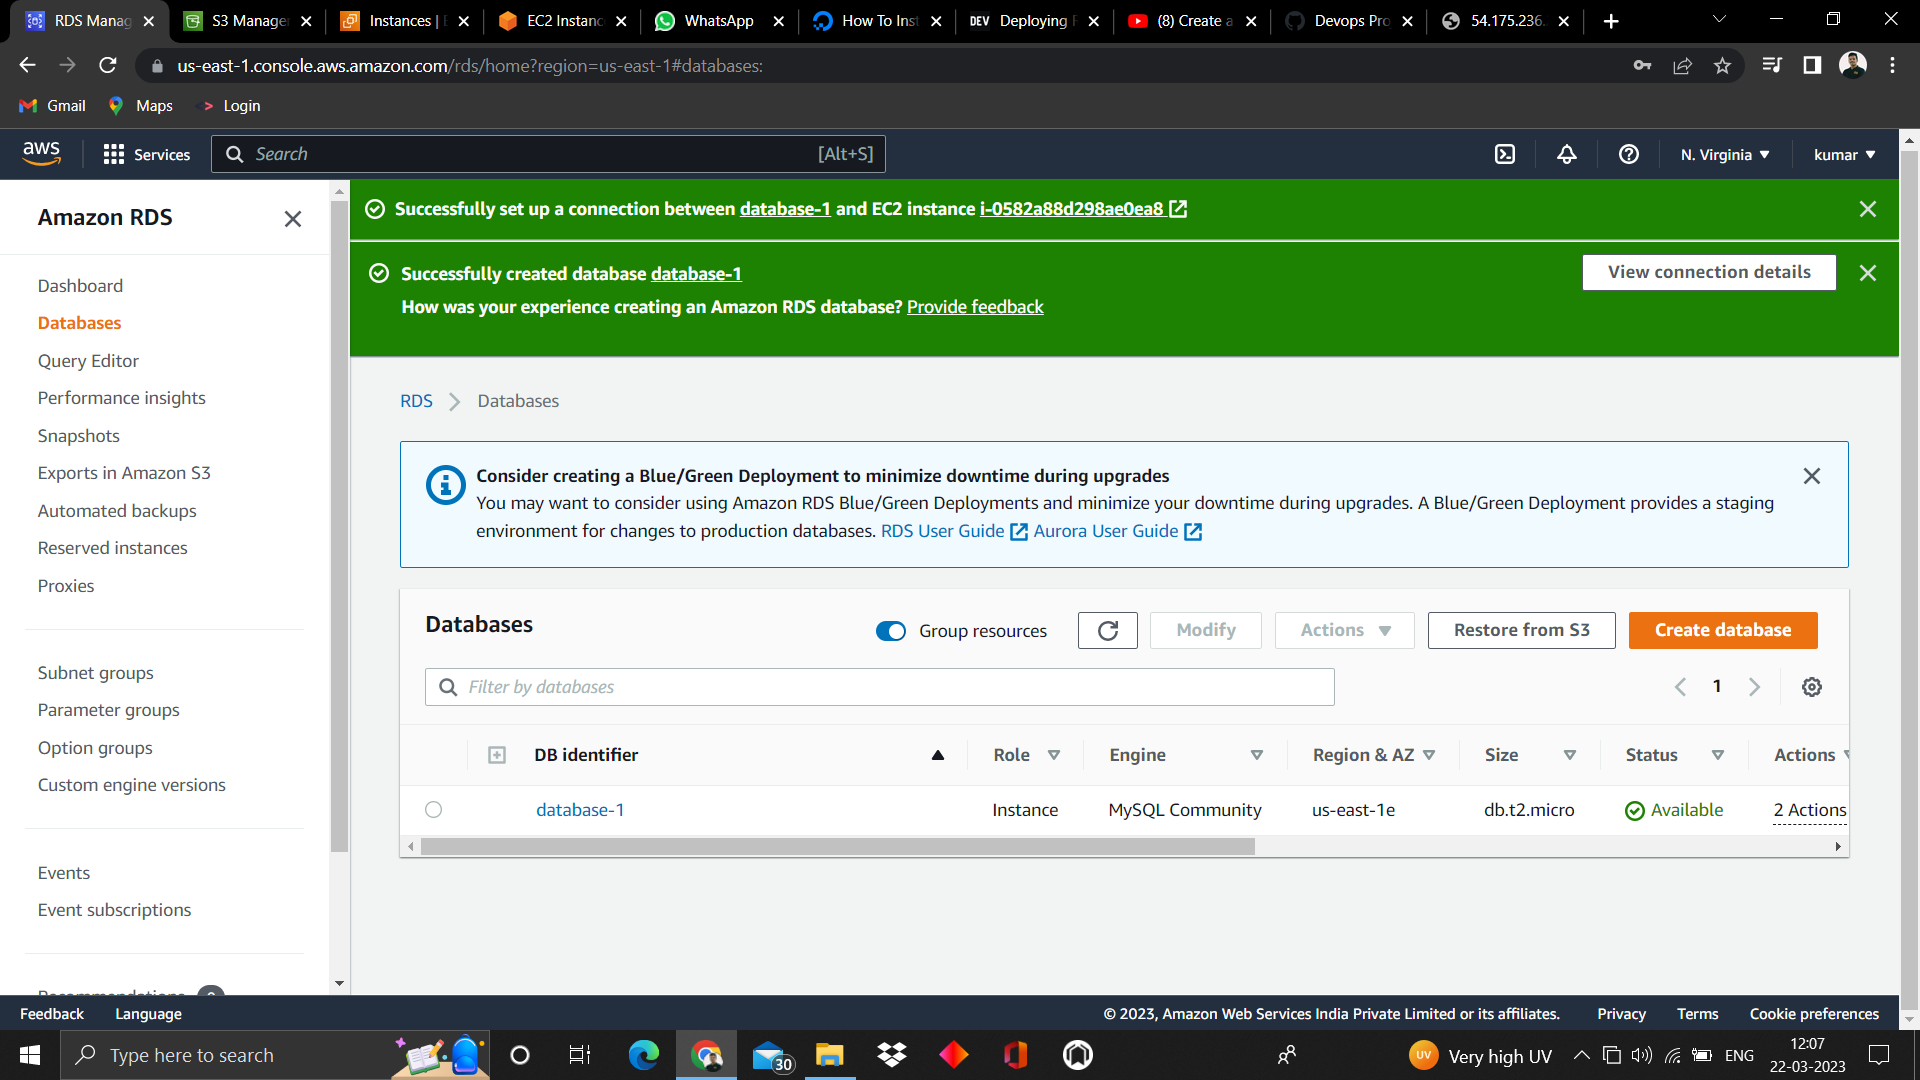 RDS Manag
S3 Manage
Instances | E
EC2 Instanc
WhatsApp
How To Inst
DEV Deploying F
(8) Create a
Devops Pro
54.175.236.
us-east-1.console.aws.amazon.com/rds/home?region=us-east-1#databases:
Gmail
Maps
Login
aws
Services
Search
[Alt+S]
N. Virginia
kumar
Amazon RDS
Dashboard
Databases
Query Editor
Performance insights
Snapshots
Exports in Amazon S3
Automated backups
Reserved instances
Proxies
Subnet groups
Parameter groups
Option groups
Custom engine versions
Events
Event subscriptions
Recommendations
Successfully set up a connection between database-1 and EC2 instance i-0582a88d298ae0ea8
Successfully created database database-1
View connection details
How was your experience creating an Amazon RDS database? Provide feedback
RDS
Databases
Consider creating a Blue/Green Deployment to minimize downtime during upgrades
You may want to consider using Amazon RDS Blue/Green Deployments and minimize your downtime during upgrades. A Blue/Green Deployment provides a staging
environment for changes to production databases. RDS User Guide Aurora User Guide
Databases
Group resources
Modify
Actions
Restore from S3
Create database
Filter by databases
1
DB identifier
Role
Engine
Region & AZ
Size
Status
Actions
database-1
Instance
MySQL Community
us-east-1e
db.t2.micro
Available
2 Actions
Feedback
Language
© 2023, Amazon Web Services India Private Limited or its affiliates.
Privacy
Terms
Cookie preferences
Type here to search
30
UV
Very high UV
ENG
12:07
22-03-2023